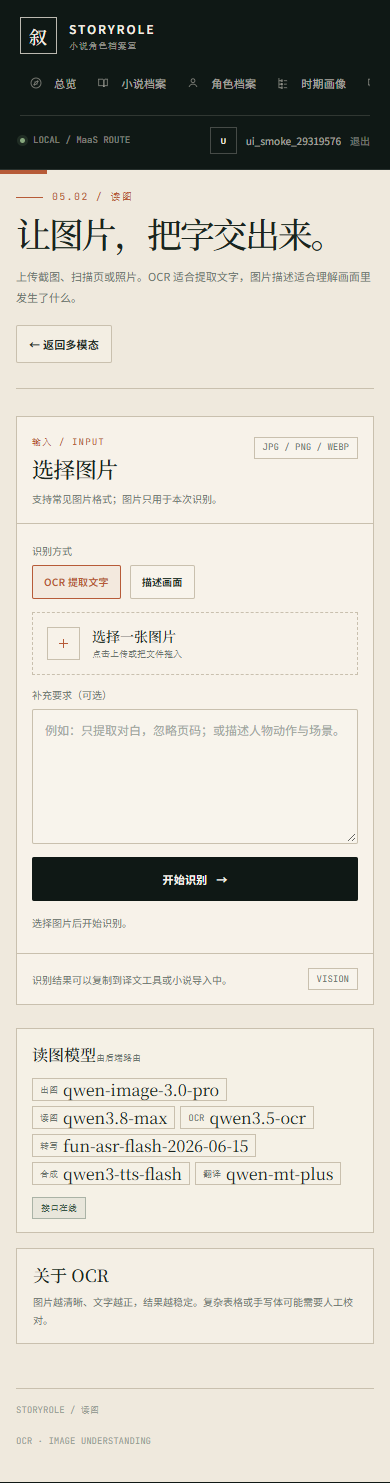 叙
STORYROLE
小说角色档案室
总览 小说档案 角色档案 时期画像
LOCAL / MaaS ROUTE
U ui_smoke_29319576 退出
05.02 / 读图
让图片，把字交出来。
上传截图、扫描页或照片。OCR 适合提取文字，图片描述适合理解画面里
发生了什么。
← 返回多模态
输入 / INPUT
JPG / PNG / WEBP
选择图片
支持常见图片格式；图片只用于本次识别。
识别方式
OCR 提取文字 描述画面
+ 选择一张图片
点击上传或把文件拖入
补充要求（可选）
例如：只提取对白，忽略页码；或描述人物动作与场景。
开始识别 →
选择图片后开始识别。
识别结果可以复制到译文工具或小说导入中。
VISION
读图模型由后端路由
出图 qwen-image-3.0-pro
读图 qwen3.8-max OCR qwen3.5-ocr
转写 fun-asr-flash-2026-06-15
合成 qwen3-tts-flash 翻译 qwen-mt-plus
接口在线
关于 OCR
图片越清晰、文字越正，结果越稳定。复杂表格或手写体可能需要人工校
对。
STORYROLE / 读图
OCR · IMAGE UNDERSTANDING